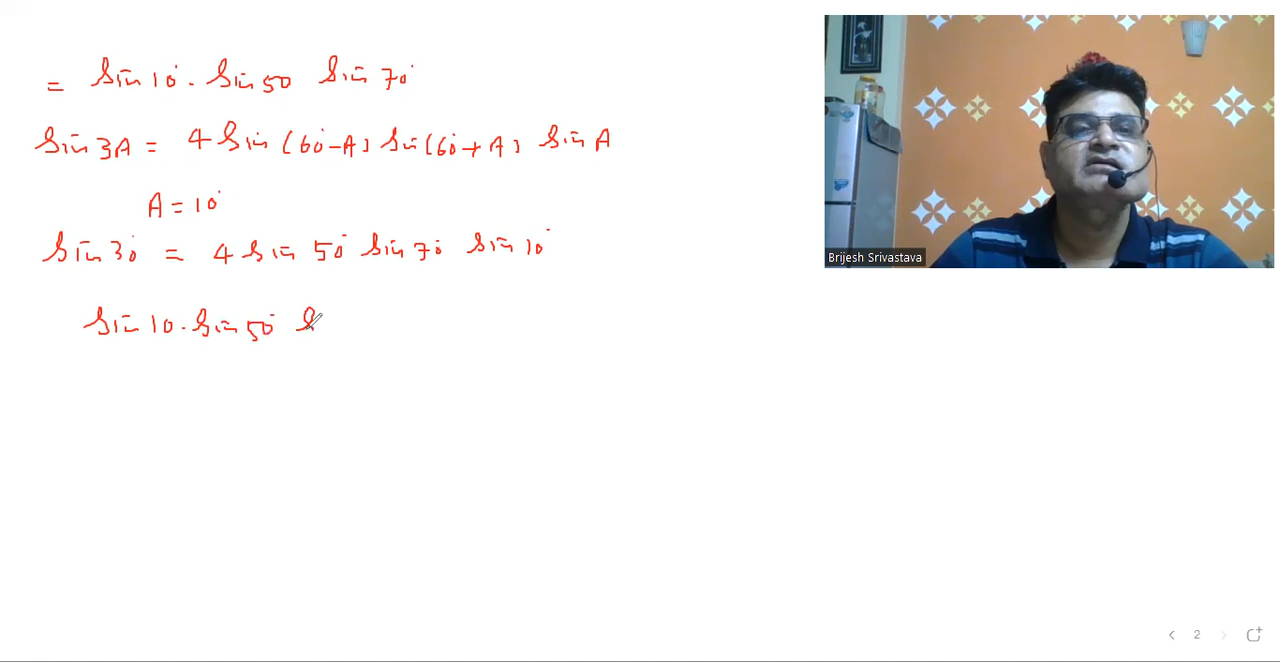 = Sin 10° . Sin 50 Sin 70°
Sin 3A = 4 Sin (60°-A) Sin (60°+A) Sin A
A = 10°
Sin 30° = 4 Sin 50° Sin 70° Sin 10°
Sin 10 . Sin 50° S
Brijesh Srivastava
2